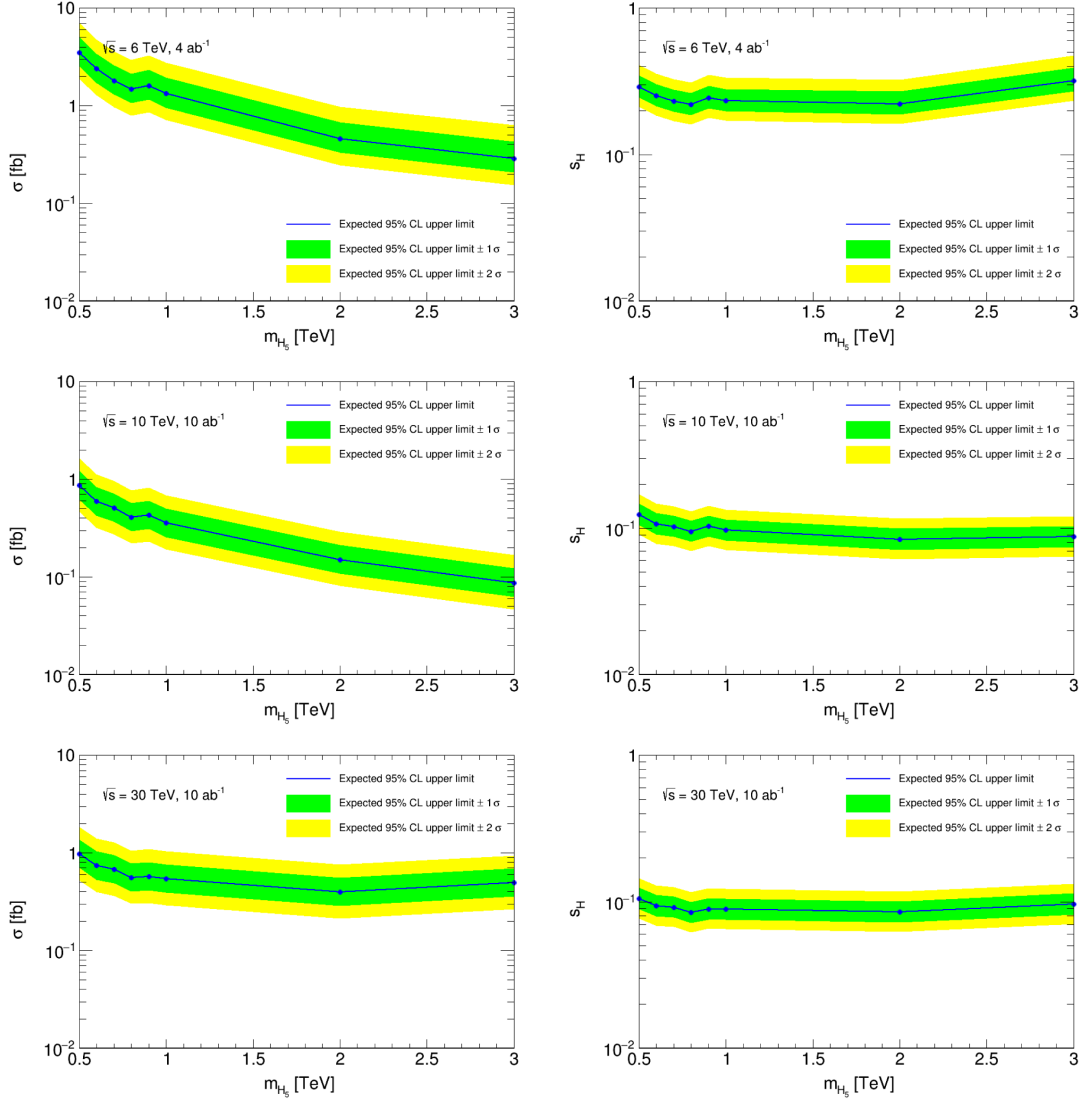 10
√s = 6 TeV, 4 ab⁻¹
1
10⁻¹
10⁻²
σ [fb]
Expected 95% CL upper limit
Expected 95% CL upper limit ± 1σ
Expected 95% CL upper limit ± 2 σ
0.5 1 1.5 2 2.5 3
m_H₅ [TeV]
1
√s = 6 TeV, 4 ab⁻¹
10⁻¹
10⁻²
s_H
Expected 95% CL upper limit
Expected 95% CL upper limit ± 1σ
Expected 95% CL upper limit ± 2 σ
0.5 1 1.5 2 2.5 3
m_H₅ [TeV]
10
√s = 10 TeV, 10 ab⁻¹
Expected 95% CL upper limit
Expected 95% CL upper limit ± 1σ
Expected 95% CL upper limit ± 2 σ
1
10⁻¹
10⁻²
σ [fb]
0.5 1 1.5 2 2.5 3
m_H₅ [TeV]
1
√s = 10 TeV, 10 ab⁻¹
Expected 95% CL upper limit
Expected 95% CL upper limit ± 1σ
Expected 95% CL upper limit ± 2 σ
10⁻¹
10⁻²
s_H
0.5 1 1.5 2 2.5 3
m_H₅ [TeV]
10
√s = 30 TeV, 10 ab⁻¹
Expected 95% CL upper limit
Expected 95% CL upper limit ± 1σ
Expected 95% CL upper limit ± 2 σ
1
10⁻¹
10⁻²
σ [fb]
0.5 1 1.5 2 2.5 3
m_H₅ [TeV]
1
√s = 30 TeV, 10 ab⁻¹
Expected 95% CL upper limit
Expected 95% CL upper limit ± 1σ
Expected 95% CL upper limit ± 2 σ
10⁻¹
10⁻²
s_H
0.5 1 1.5 2 2.5 3
m_H₅ [TeV]